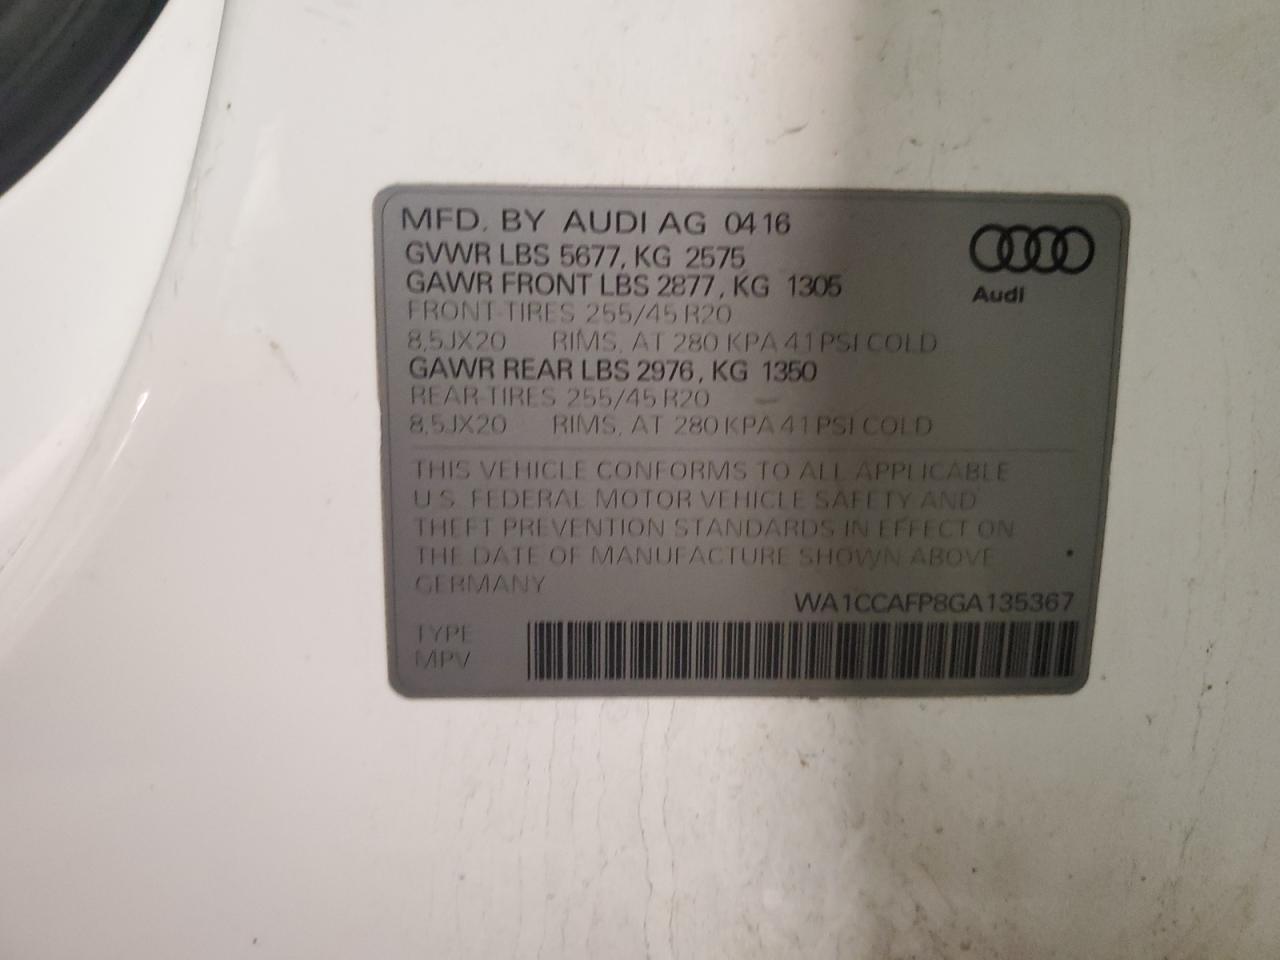 MFD. BY AUDI AG 04 16
GVWR LBS 5677, KG 2575
GAWR FRONT LBS 2877, KG 1305
Audi
FRONT-TIRES 255/45 R20
8,5JX20 RIMS, AT 280 KPA 41 PSI COLD
GAWR REAR LBS 2976, KG 1350
REAR-TIRES 255/45 R20
8,5JX20 RIMS, AT 280 KPA 41 PSI COLD
THIS VEHICLE CONFORMS TO ALL APPLICABLE
U.S. FEDERAL MOTOR VEHICLE SAFETY AND
THEFT PREVENTION STANDARDS IN EFFECT ON
THE DATE OF MANUFACTURE SHOWN ABOVE
GERMANY
WA1CCAFP8GA135367
TYPE
MPV